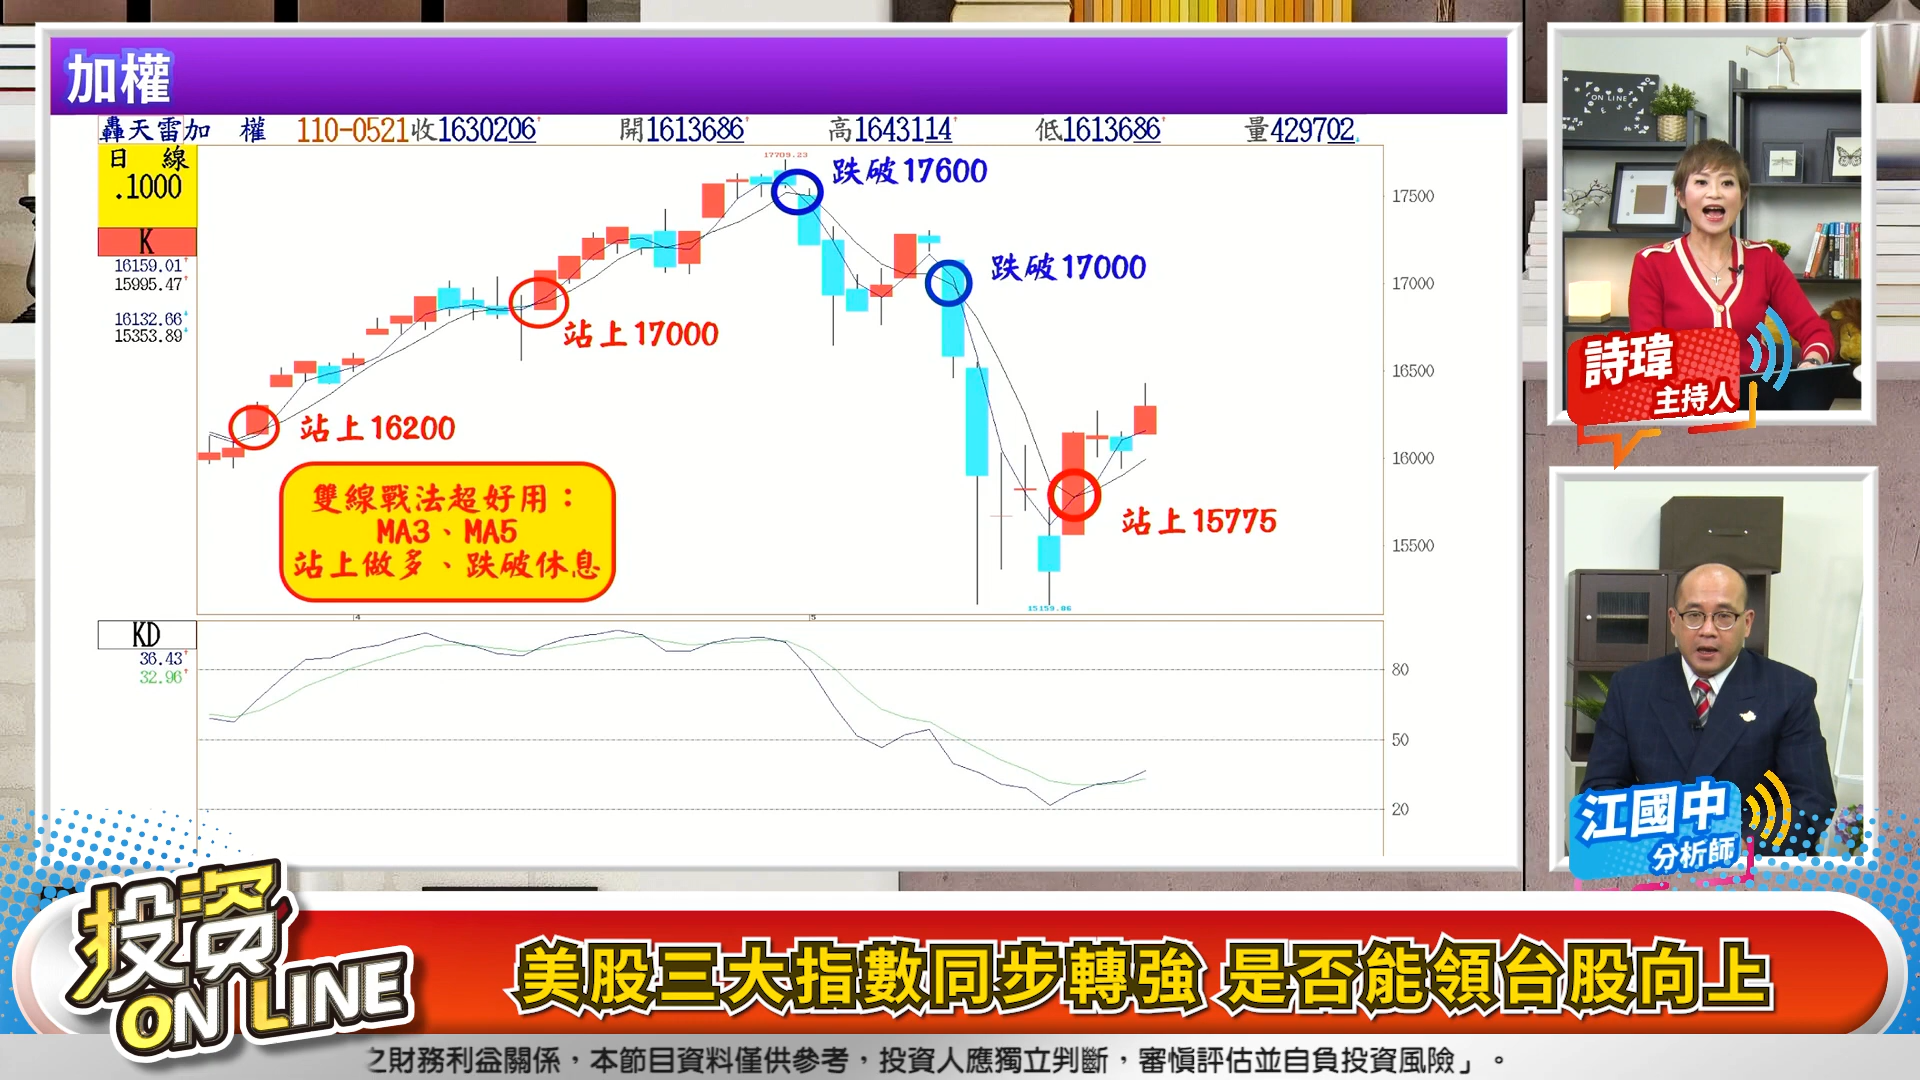 加權
轟天雷加　權　110-0521收1630206　開1613686　高1643114　低1613686　量429702
日　線
.1000
K
16159.01
15995.47
16132.66
15353.89
17709.23
跌破17600
17500
跌破17000
17000
站上17000
16500
站上16200
16000
雙線戰法超好用：
MA3、MA5
站上做多、跌破休息
站上15775
15500
15159.86
4
5
KD
36.43
32.96
80
50
20
ON LINE
詩瑋
主持人
江國中
分析師
投資
ON LINE
美股三大指數同步轉強 是否能領台股向上
之財務利益關係，本節目資料僅供參考，投資人應獨立判斷，審慎評估並自負投資風險」。